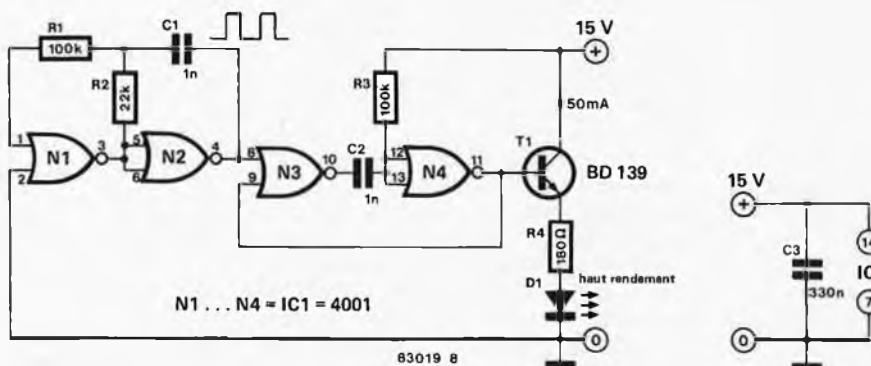 R1
100k
C1
1n
R2
22k
1
2
N1
3
5
6
N2
4
8
9
N3
10
C2
1n
R3
100k
12
13
N4
11
15 V
+
50mA
T1
BD 139
R4
180Ω
D1
haut rendement
0
N1 . . . N4 = IC1 = 4001
83019 8
15 V
+
C3
330n
14
IC
7
0